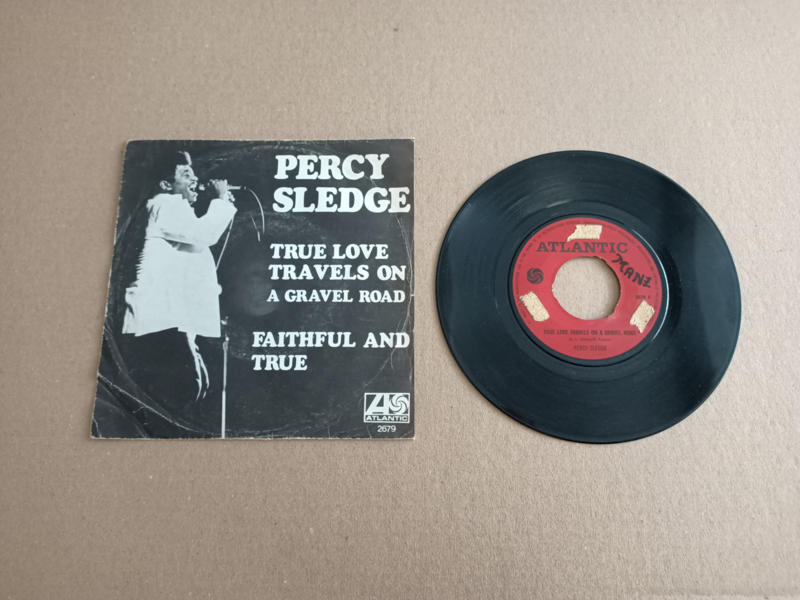 PERCY
SLEDGE
TRUE LOVE
TRAVELS ON
A GRAVEL ROAD
FAITHFUL AND
TRUE
ATLANTIC
2679
ATLANTIC
MANZ
TRUE LOVE TRAVELS ON A GRAVEL ROAD
PERCY SLEDGE